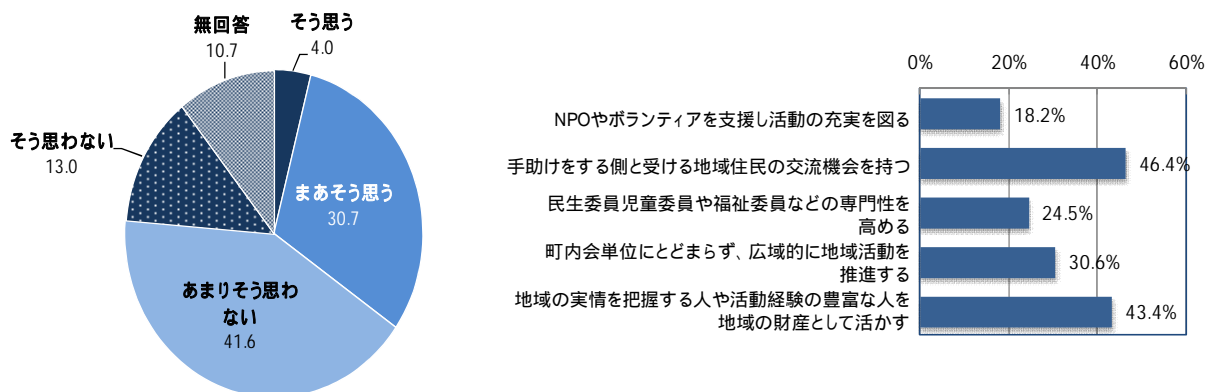 無回答
10.7
そう思う
4.0
そう思わない
13.0
まあそう思う
30.7
あまりそう思わ
ない
41.6
0% 20% 40% 60%
NPOやボランティアを支援し活動の充実を図る 18.2%
手助けをする側と受ける地域住民の交流機会を持つ 46.4%
民生委員児童委員や福祉委員などの専門性を
高める 24.5%
町内会単位にとどまらず、広域的に地域活動を
推進する 30.6%
地域の実情を把握する人や活動経験の豊富な人を
地域の財産として活かす 43.4%